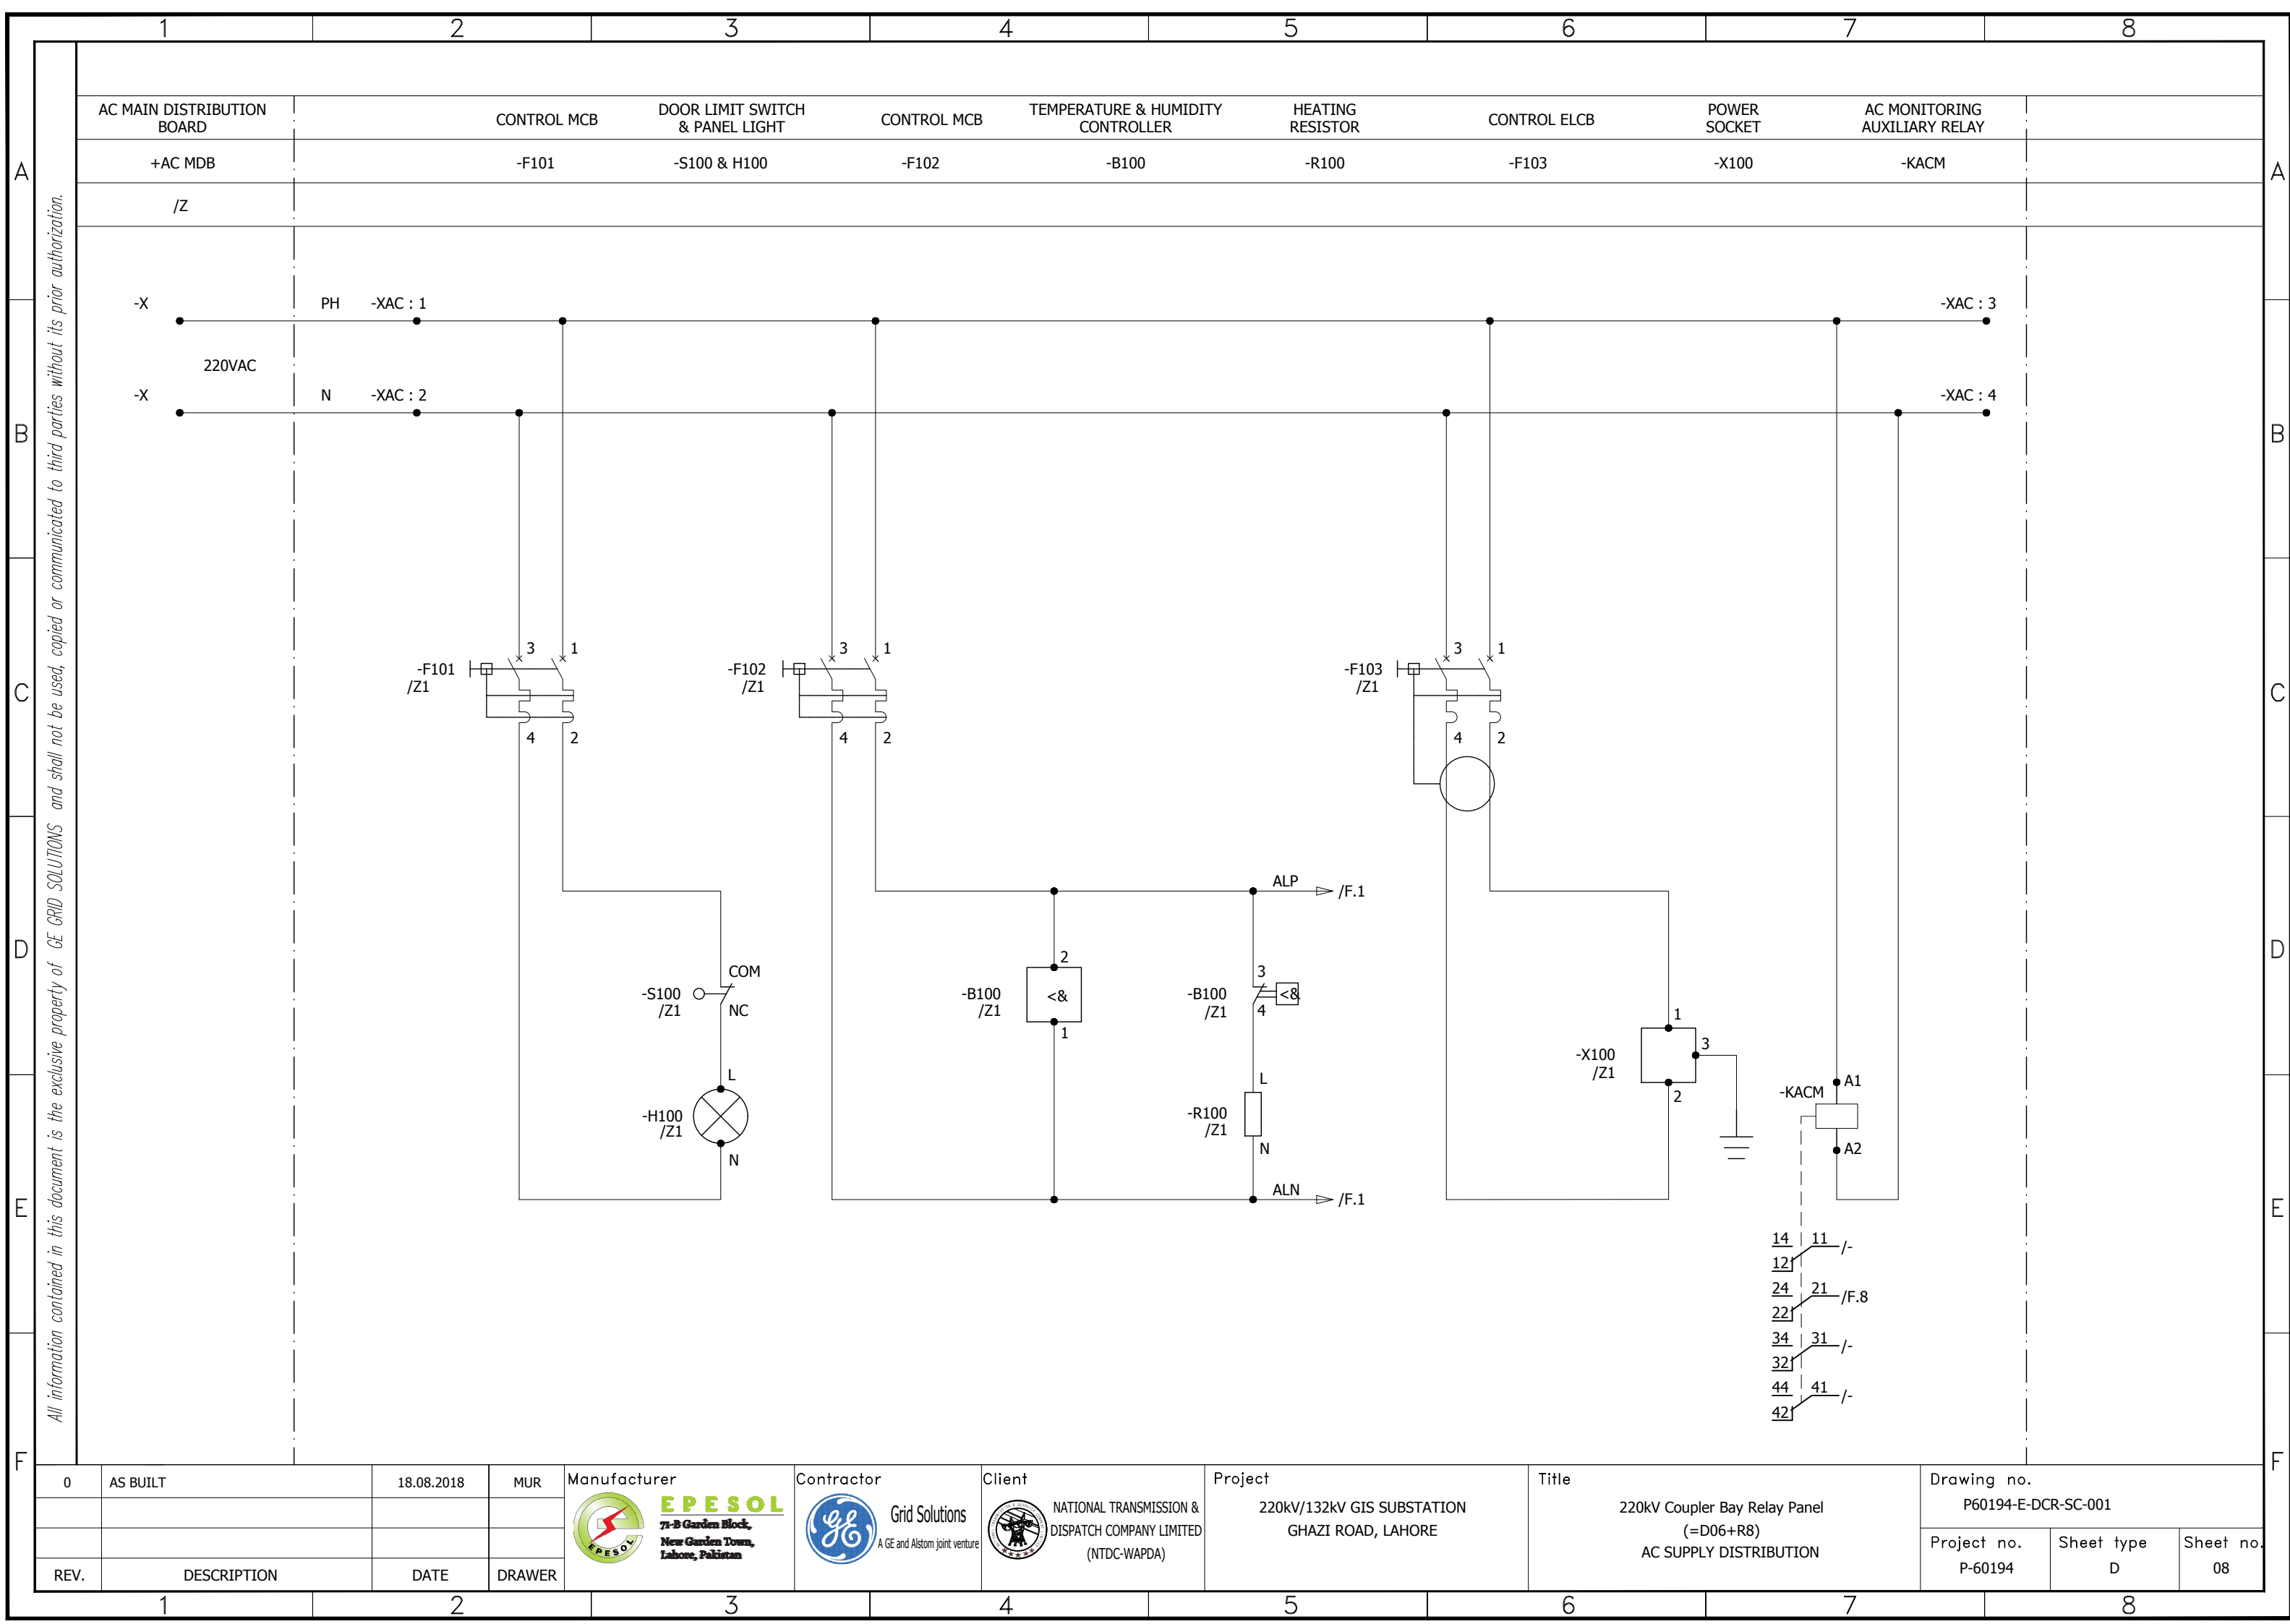 1 2 3 4 5 6 7 8
AC MAIN DISTRIBUTION
BOARD
CONTROL MCB
DOOR LIMIT SWITCH
& PANEL LIGHT
CONTROL MCB
TEMPERATURE & HUMIDITY
CONTROLLER
HEATING
RESISTOR
CONTROL ELCB
POWER
SOCKET
AC MONITORING
AUXILIARY RELAY
A +AC MDB -F101 -S100 & H100 -F102 -B100 -R100 -F103 -X100 -KACM A
/Z
All information contained in this document is the exclusive property of GE GRID SOLUTIONS and shall not be used, copied or communicated to third parties without its prior authorization.
-X PH -XAC : 1 -XAC : 3
220VAC
-X N -XAC : 2 -XAC : 4
B B
3 1 3 1 3 1
-F101 -F102 -F103
/Z1 /Z1 /Z1
C C
4 2 4 2 4 2
ALP /F.1
D D
2
COM 3
-S100 -B100 <& -B100 <&
/Z1 NC /Z1 /Z1 4
1
1
-X100 3
/Z1
2
L L
-H100 -R100
/Z1 /Z1
N N
-KACM A1
A2
ALN /F.1
E E
14 11 /-
12
24 21 /F.8
22
34 31 /-
32
44 41 /-
42
F F
0 AS BUILT 18.08.2018 MUR
REV. DESCRIPTION DATE DRAWER
Manufacturer
EPESOL
EPESOL
71-B Garden Block,
New Garden Town,
Lahore, Pakistan
Contractor
GE
Grid Solutions
A GE and Alstom joint venture
Client
NATIONAL TRANSMISSION &
DISPATCH COMPANY LIMITED
(NTDC-WAPDA)
Project
220kV/132kV GIS SUBSTATION
GHAZI ROAD, LAHORE
Title
220kV Coupler Bay Relay Panel
(=D06+R8)
AC SUPPLY DISTRIBUTION
Drawing no.
P60194-E-DCR-SC-001
Project no. Sheet type Sheet no.
P-60194 D 08
1 2 3 4 5 6 7 8